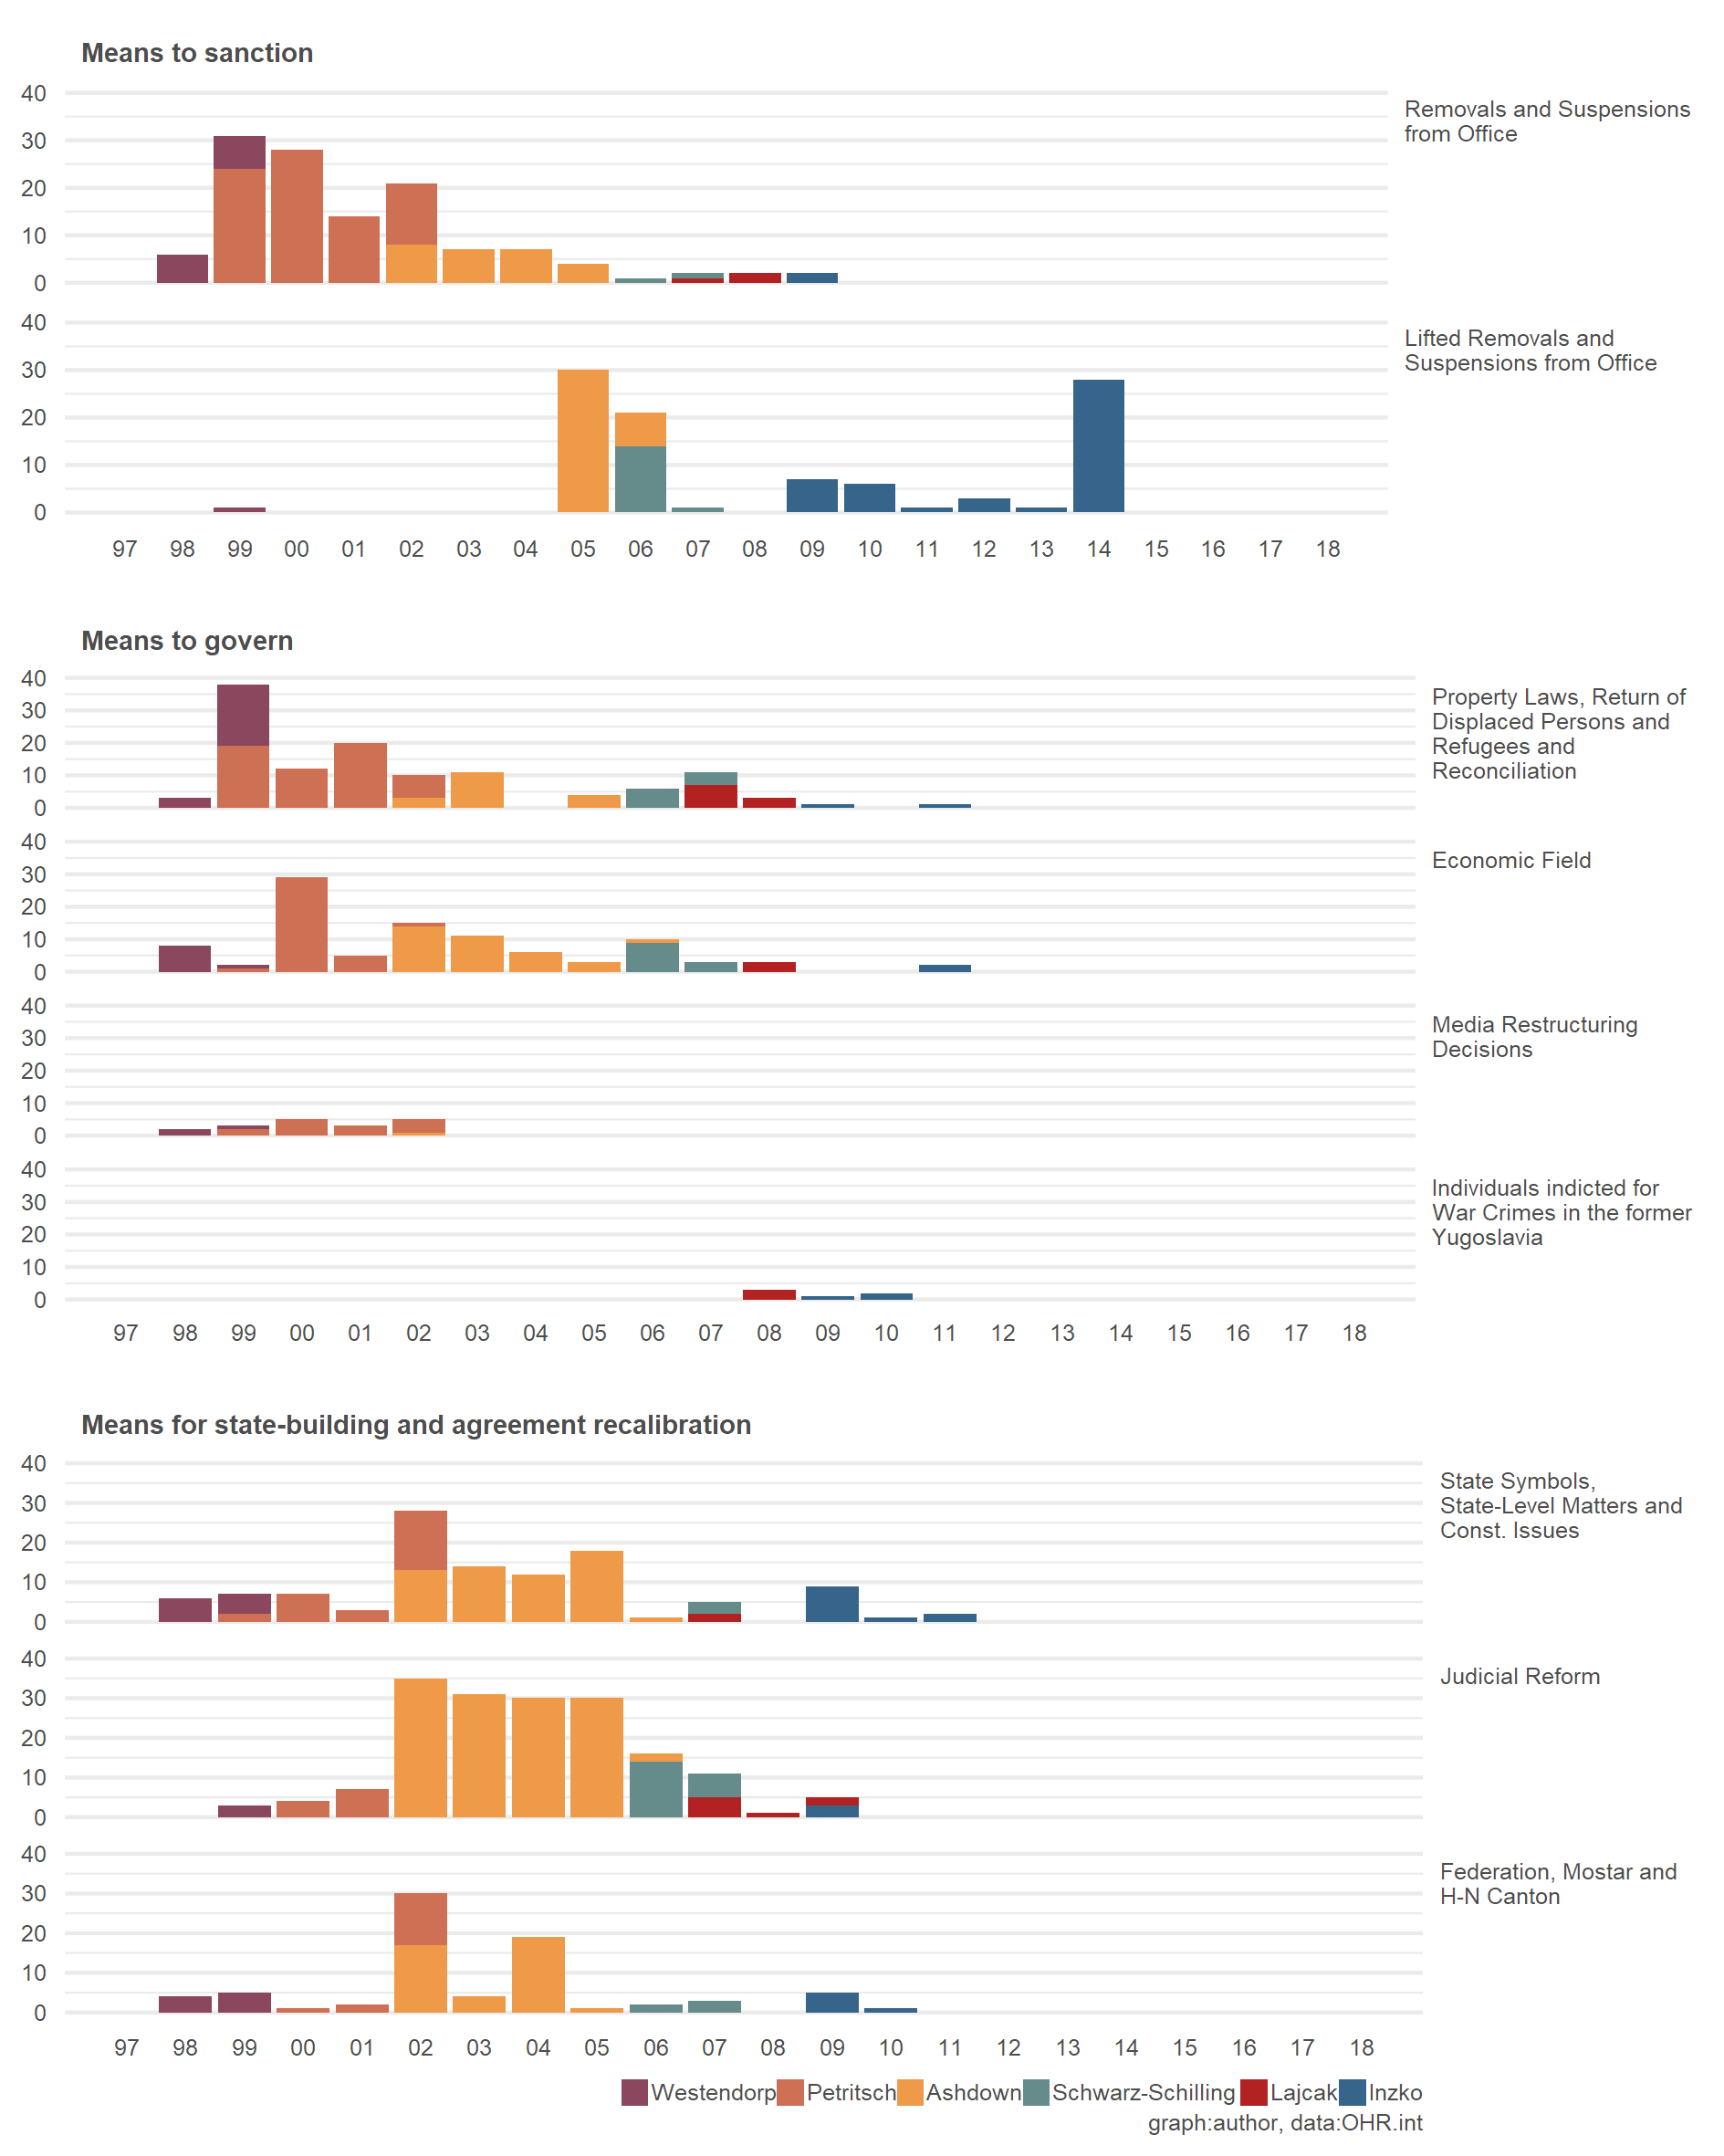 Means to sanction
40
30
20
10
0
Removals and Suspensions
from Office
40
30
20
10
0
Lifted Removals and
Suspensions from Office
97 98 99 00 01 02 03 04 05 06 07 08 09 10 11 12 13 14 15 16 17 18
Means to govern
40
30
20
10
0
Property Laws, Return of
Displaced Persons and
Refugees and
Reconciliation
40
30
20
10
0
Economic Field
40
30
20
10
0
Media Restructuring
Decisions
40
30
20
10
0
Individuals indicted for
War Crimes in the former
Yugoslavia
97 98 99 00 01 02 03 04 05 06 07 08 09 10 11 12 13 14 15 16 17 18
Means for state-building and agreement recalibration
40
30
20
10
0
State Symbols,
State-Level Matters and
Const. Issues
40
30
20
10
0
Judicial Reform
40
30
20
10
0
Federation, Mostar and
H-N Canton
97 98 99 00 01 02 03 04 05 06 07 08 09 10 11 12 13 14 15 16 17 18
Westendorp Petritsch Ashdown Schwarz-Schilling Lajcak Inzko
graph:author, data:OHR.int